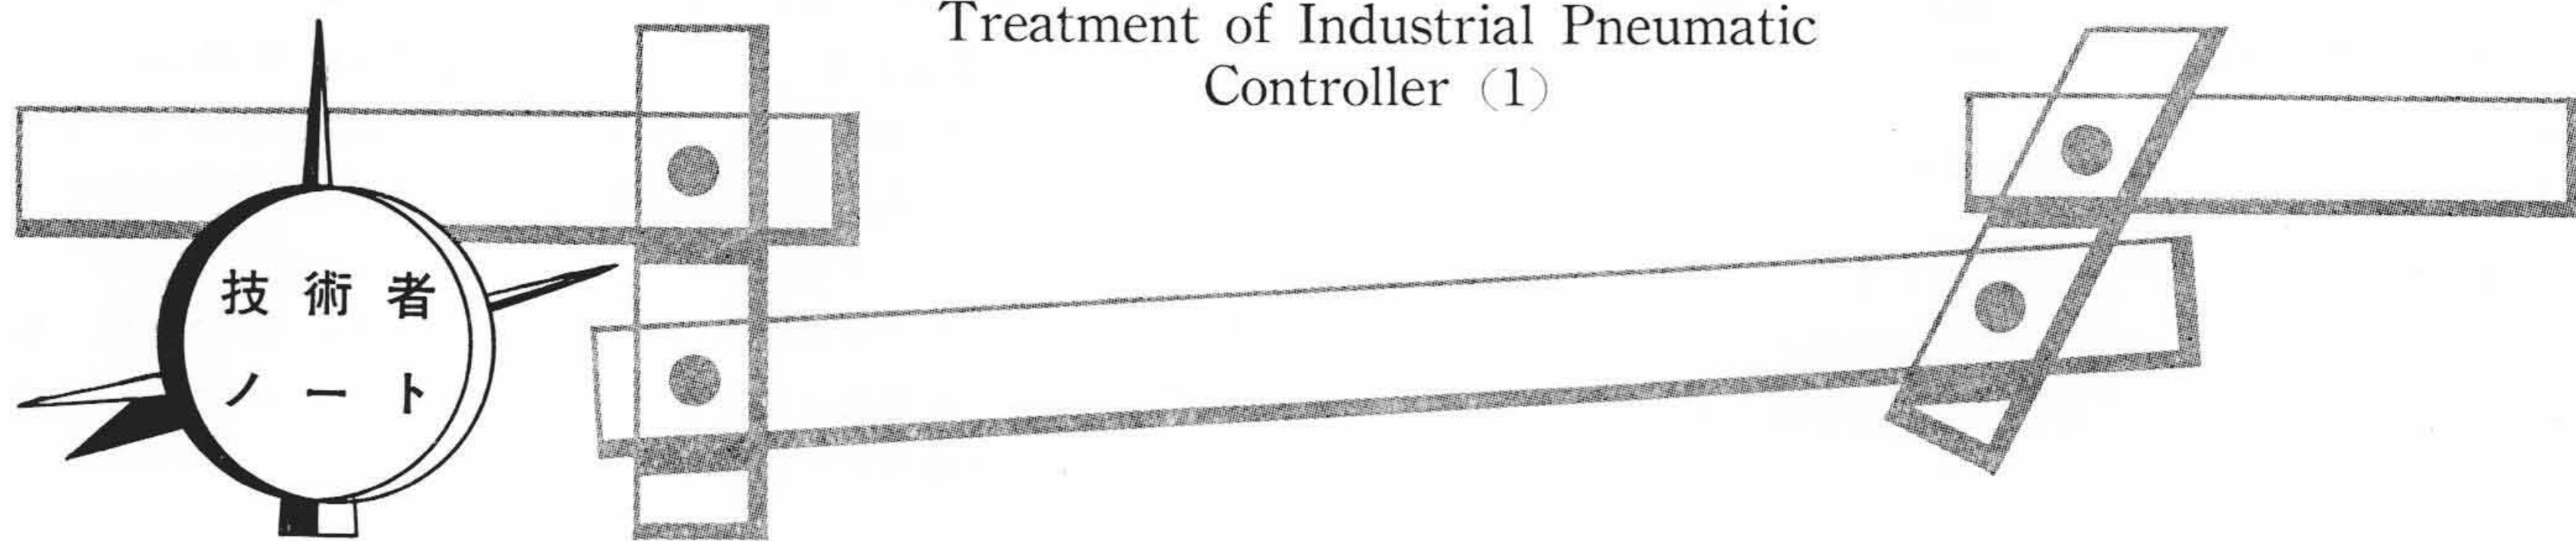 Treatment of Industrial Pneumatic
Controller (1)
技術者
ノート